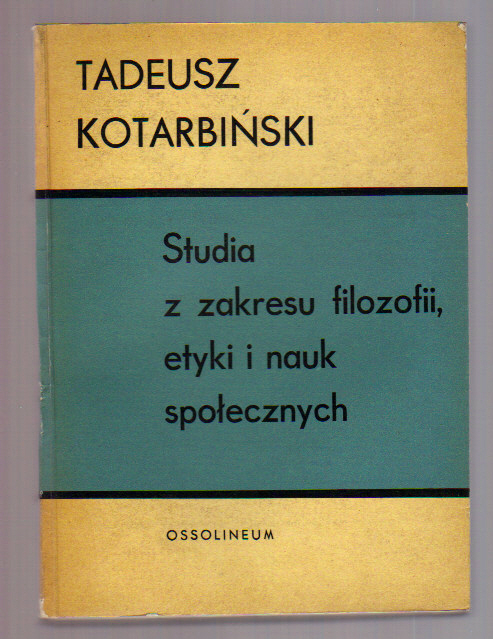 TADEUSZ
KOTARBIŃSKI
Studia
z zakresu filozofii,
etyki i nauk
społecznych
OSSOLINEUM